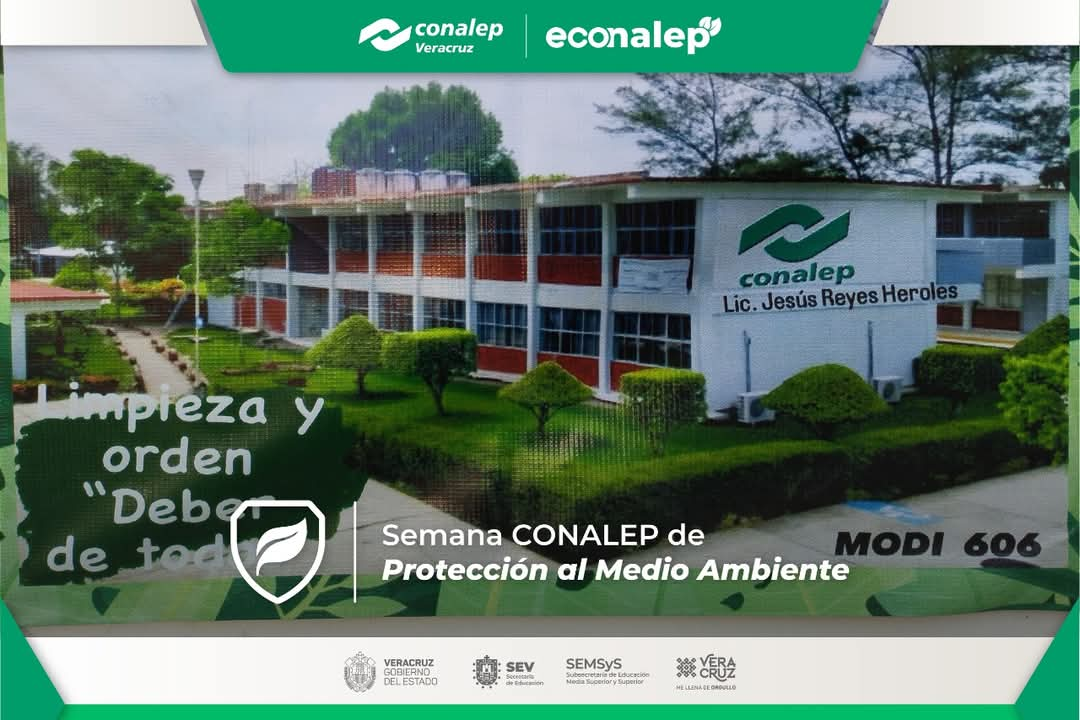 conalep
Veracruz
econalep
conalep
Lic. Jesús Reyes Heroles
Limpieza y
orden
"Deber
de
Semana CONALEP de
Protección al Medio Ambiente
MODI 606
VERACRUZ
GOBIERNO
DEL ESTADO
SEV
Secretaría
de Educación
SEMSyS
Subsecretaría de Educación
Media Superior y Superior
VERA
CRUZ
ME LLENA DE ORGULLO